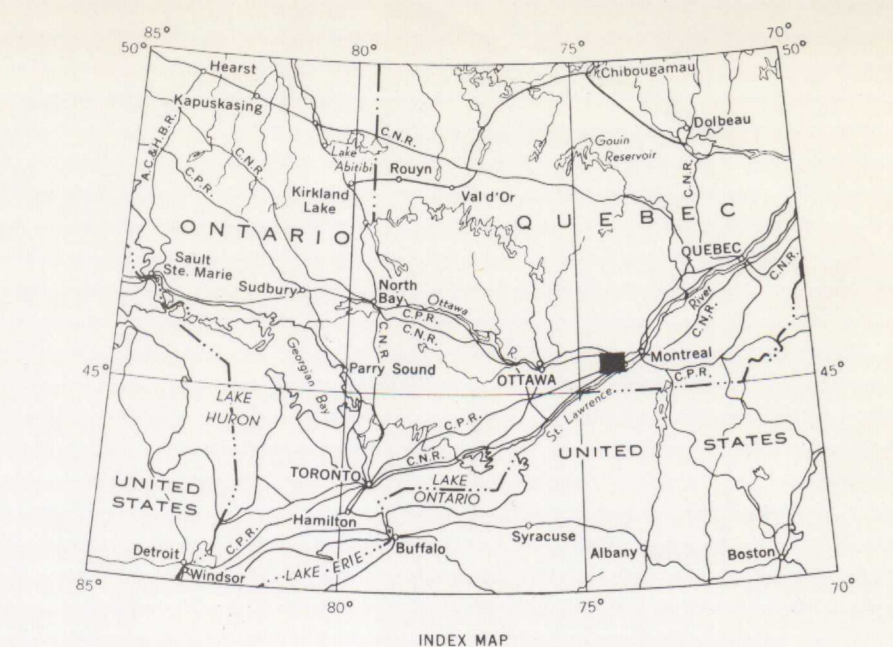 85°
80°
75°
70°
50°
50°
Hearst
Chibougamau
Kapuskasing
Dolbeau
C.N.R.
A.C.&H.B.R.
Lake
Abitibi
Gouin
Reservoir
C.N.R.
C.P.R.
Rouyn
C.N.R.
Kirkland
Lake
Val d'Or
QUEBEC
ONTARIO
QUEBEC
Sault
Ste. Marie
C.N.R.
Sudbury
North
Bay
Ottawa
River
C.P.R.
C.N.R.
C.N.R.
C.N.R.
R.
Georgian
Bay
Montreal
45°
Parry Sound
OTTAWA
C.P.R.
45°
LAKE
HURON
St. Lawrence
C.P.R.
C.N.R.
UNITED
STATES
TORONTO
LAKE
ONTARIO
UNITED
STATES
Hamilton
C.P.R.
Syracuse
Detroit
Buffalo
Albany
Boston
Windsor
LAKE ERIE
85°
80°
75°
70°
INDEX MAP